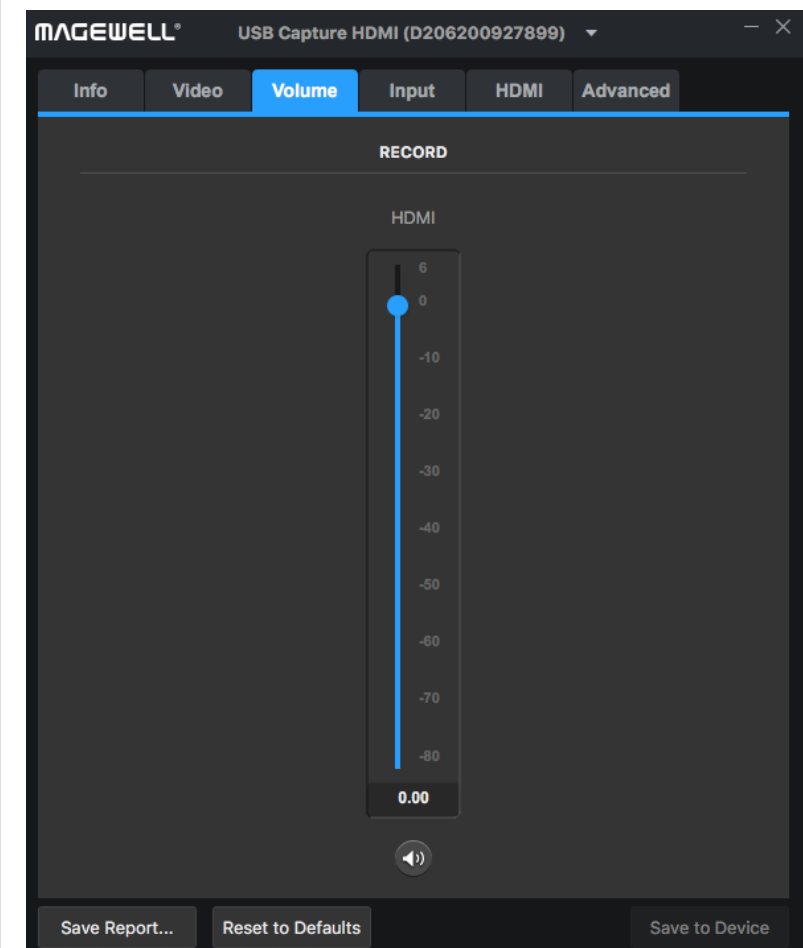 MAGEWELL® USB Capture HDMI (D206200927899)
Info Video Volume Input HDMI Advanced
RECORD
HDMI
6
0
-10
-20
-30
-40
-50
-60
-70
-80
0.00
Save Report... Reset to Defaults Save to Device